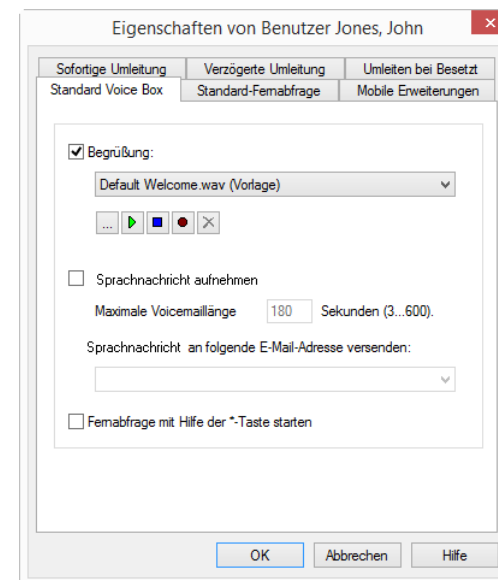 Eigenschaften von Benutzer Jones, John
Sofortige Umleitung Verzögerte Umleitung Umleiten bei Besetzt
Standard Voice Box Standard-Fernabfrage Mobile Erweiterungen
Begrüßung:
Default Welcome.wav (Vorlage)
...
Sprachnachricht aufnehmen
Maximale Voicemaillänge 180 Sekunden (3...600).
Sprachnachricht an folgende E-Mail-Adresse versenden:
Fernabfrage mit Hilfe der *-Taste starten
OK Abbrechen Hilfe